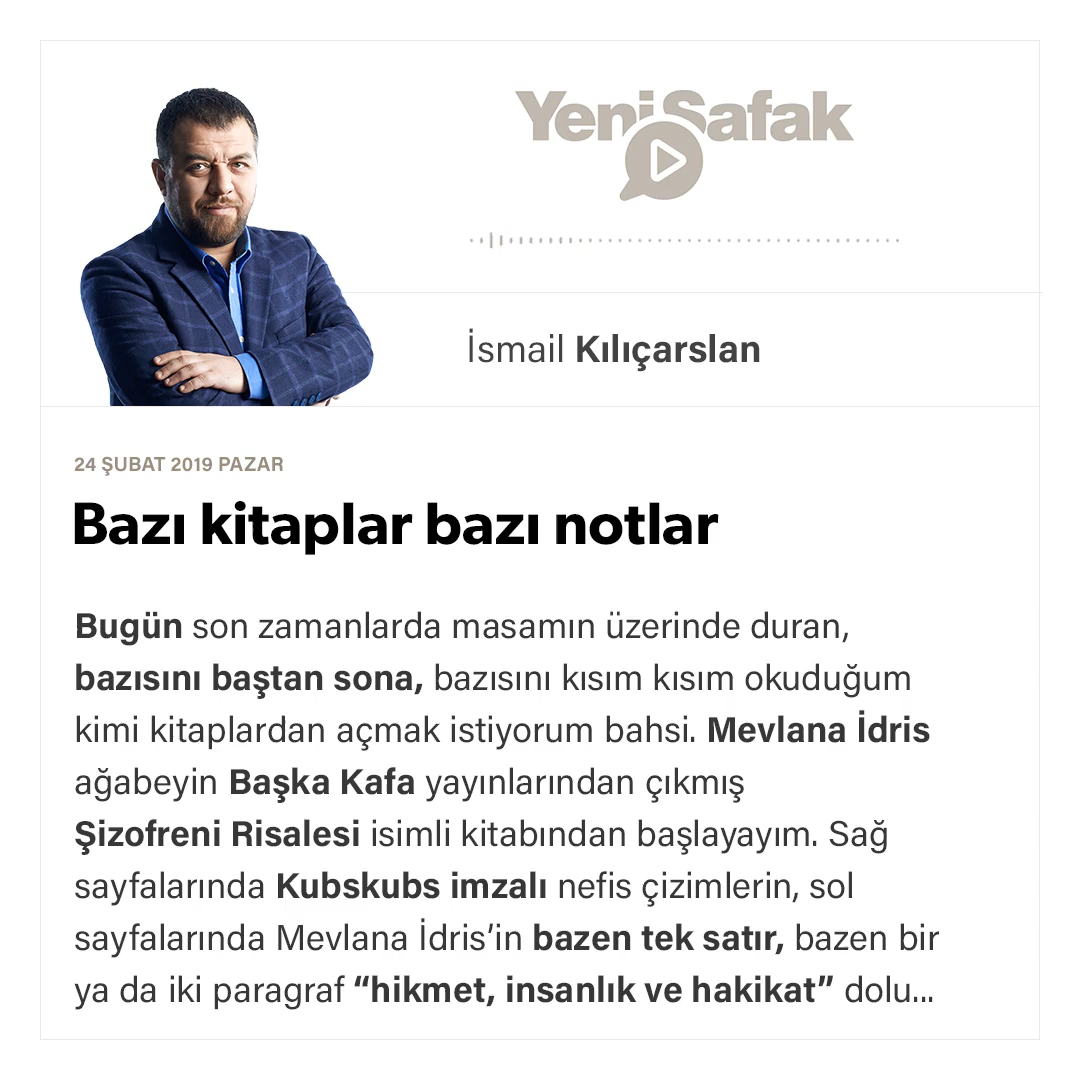 Yeni Şafak
İsmail Kılıçarslan
24 ŞUBAT 2019 PAZAR
Bazı kitaplar bazı notlar
Bugün son zamanlarda masamın üzerinde duran,
bazısını baştan sona, bazısını kısım kısım okuduğum
kimi kitaplardan açmak istiyorum bahsi. Mevlana İdris
ağabeyin Başka Kafa yayınlarından çıkmış
Şizofreni Risalesi isimli kitabından başlayayım. Sağ
sayfalarında Kubskubs imzalı nefis çizimlerin, sol
sayfalarında Mevlana İdris’in bazen tek satır, bazen bir
ya da iki paragraf “hikmet, insanlık ve hakikat” dolu...